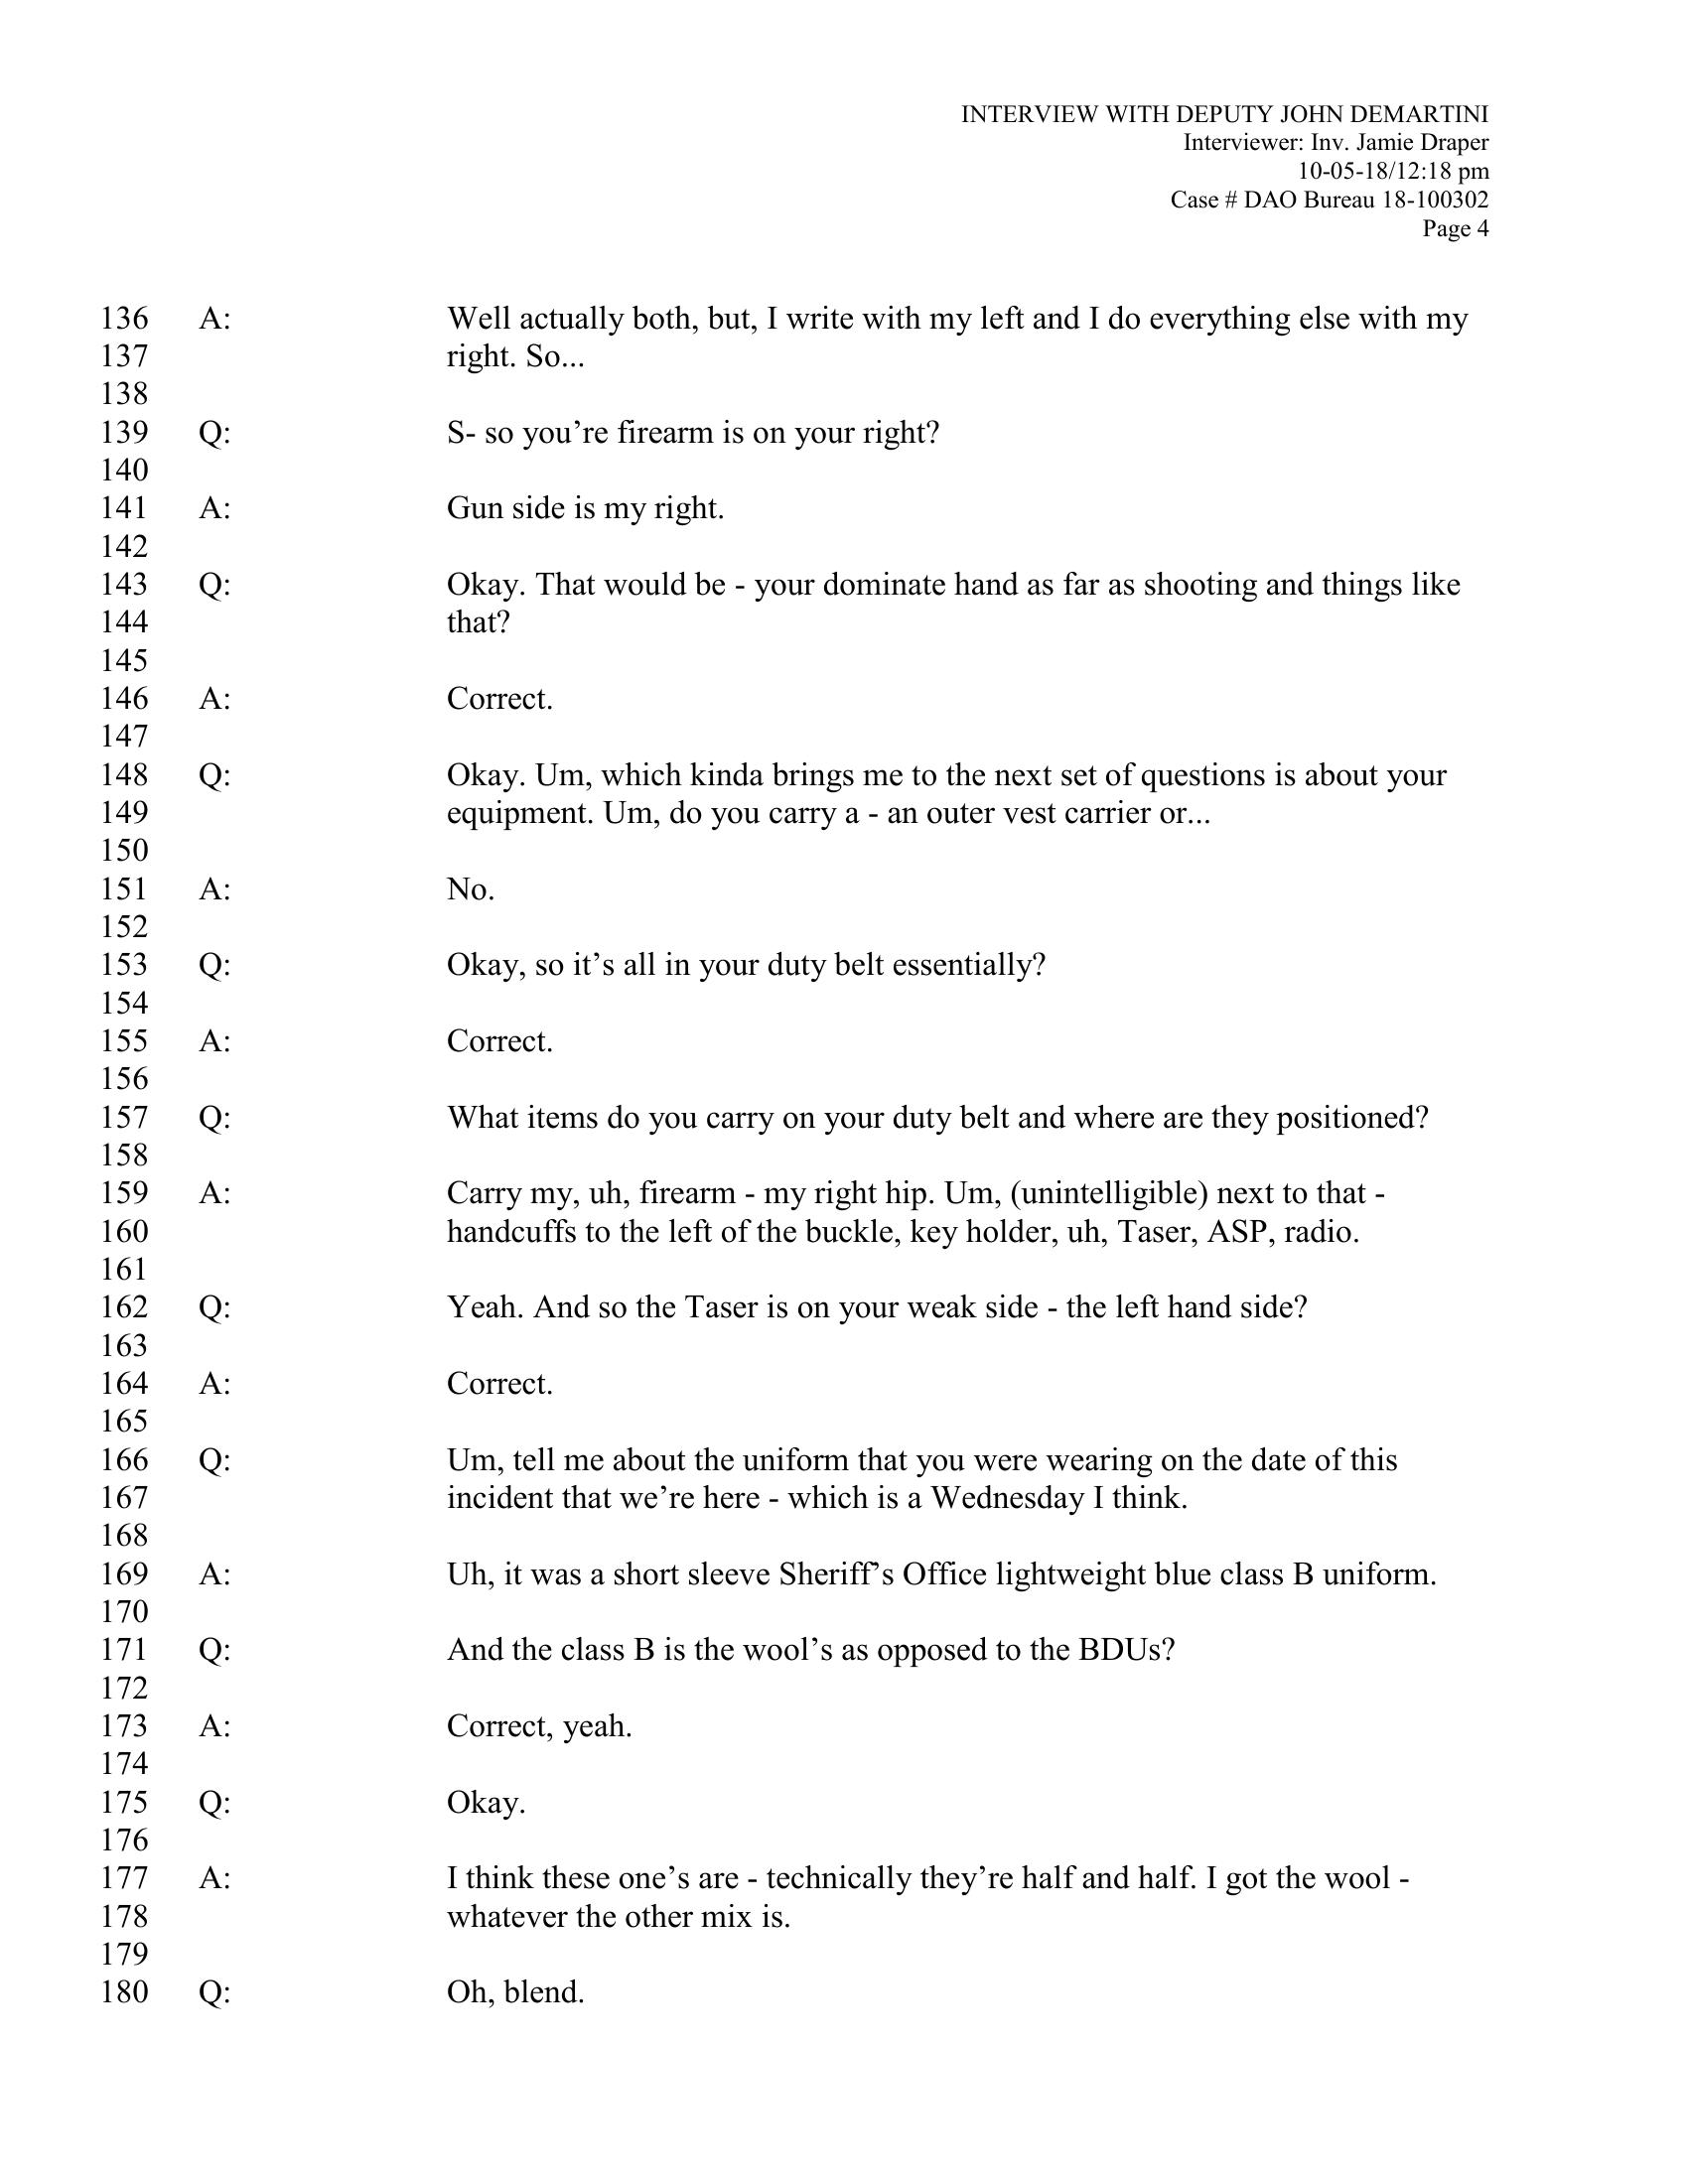 INTERVIEW WITH DEPUTY JOHN DEMARTINI
Interviewer: Inv. Jamie Draper
10-05-18/12:18 pm
Case # DAO Bureau 18-100302
Page 4
136 A: Well actually both, but, I write with my left and I do everything else with my
137 right. So...
138
139 Q: S- so you’re firearm is on your right?
140
141 A: Gun side is my right.
142
143 Q: Okay. That would be - your dominate hand as far as shooting and things like
144 that?
145
146 A: Correct.
147
148 Q: Okay. Um, which kinda brings me to the next set of questions is about your
149 equipment. Um, do you carry a - an outer vest carrier or...
150
151 A: No.
152
153 Q: Okay, so it’s all in your duty belt essentially?
154
155 A: Correct.
156
157 Q: What items do you carry on your duty belt and where are they positioned?
158
159 A: Carry my, uh, firearm - my right hip. Um, (unintelligible) next to that -
160 handcuffs to the left of the buckle, key holder, uh, Taser, ASP, radio.
161
162 Q: Yeah. And so the Taser is on your weak side - the left hand side?
163
164 A: Correct.
165
166 Q: Um, tell me about the uniform that you were wearing on the date of this
167 incident that we’re here - which is a Wednesday I think.
168
169 A: Uh, it was a short sleeve Sheriff’s Office lightweight blue class B uniform.
170
171 Q: And the class B is the wool’s as opposed to the BDUs?
172
173 A: Correct, yeah.
174
175 Q: Okay.
176
177 A: I think these one’s are - technically they’re half and half. I got the wool -
178 whatever the other mix is.
179
180 Q: Oh, blend.